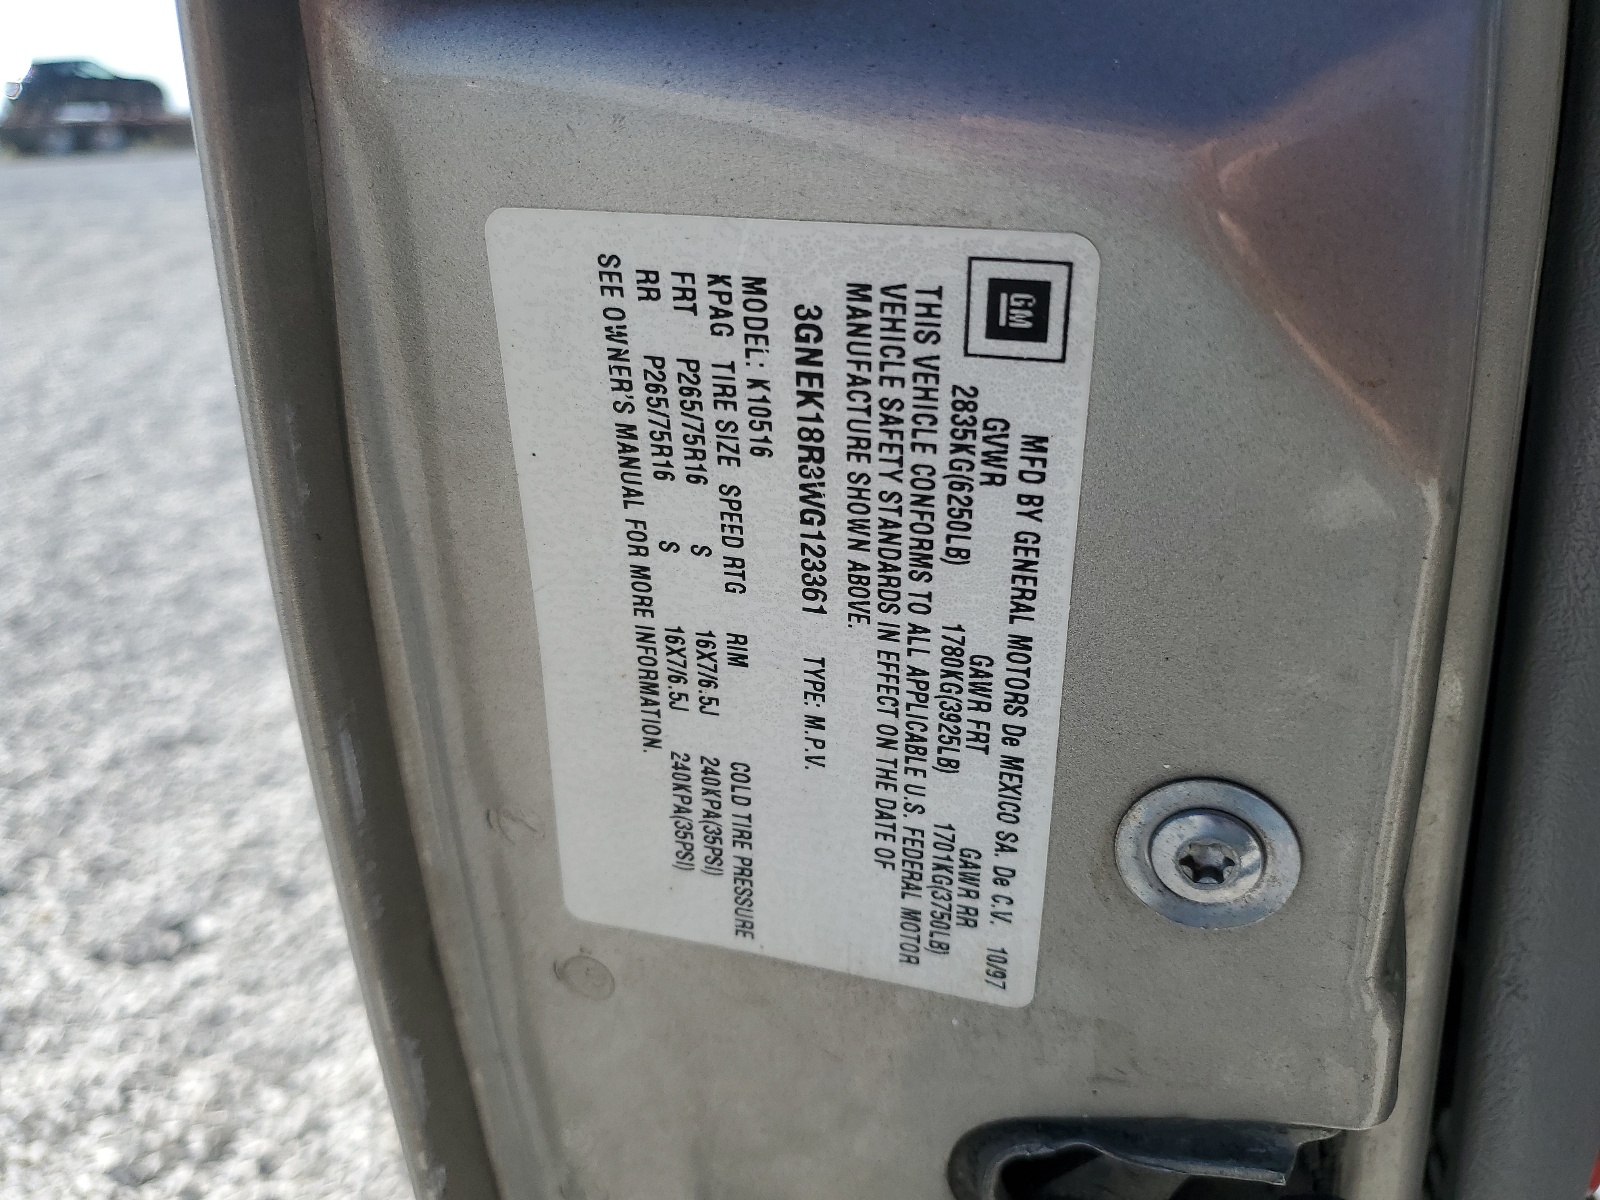 GM
MFD BY GENERAL MOTORS De MEXICO SA. De C.V. 10/97
GVWR GAWR FRT GAWR RR
2835KG(6250LB) 1780KG(3925LB) 1701KG(3750LB)
THIS VEHICLE CONFORMS TO ALL APPLICABLE U.S. FEDERAL MOTOR
VEHICLE SAFETY STANDARDS IN EFFECT ON THE DATE OF
MANUFACTURE SHOWN ABOVE.
3GNEK18R3WG123361 TYPE: M.P.V.
MODEL: K10516
KPAG TIRE SIZE SPEED RTG RIM COLD TIRE PRESSURE
FRT P265/75R16 S 16X7/6.5J 240KPA(35PSI)
RR P265/75R16 S 16X7/6.5J 240KPA(35PSI)
SEE OWNER'S MANUAL FOR MORE INFORMATION.